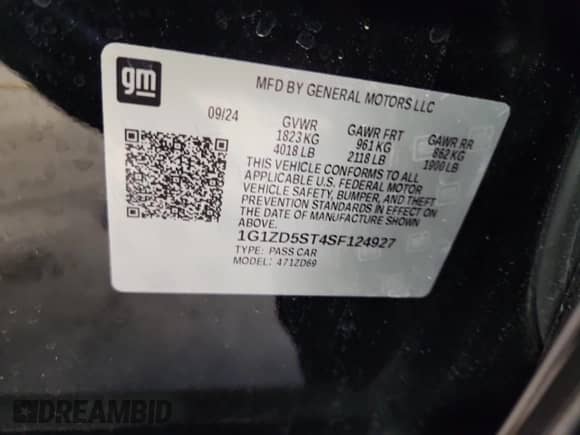 gm
MFD BY GENERAL MOTORS LLC
09/24
GVWR GAWR FRT GAWR RR
1823 KG 961 KG 862 KG
4018 LB 2118 LB 1900 LB
THIS VEHICLE CONFORMS TO ALL
APPLICABLE U.S. FEDERAL MOTOR
VEHICLE SAFETY, BUMPER, AND THEFT
PREVENTION STANDARDS IN EFFECT ON
THE DATE OF MANUFACTURE SHOWN
ABOVE.
1G1ZD5ST4SF124927
TYPE: PASS CAR
MODEL: 471ZD69
DREAMBID